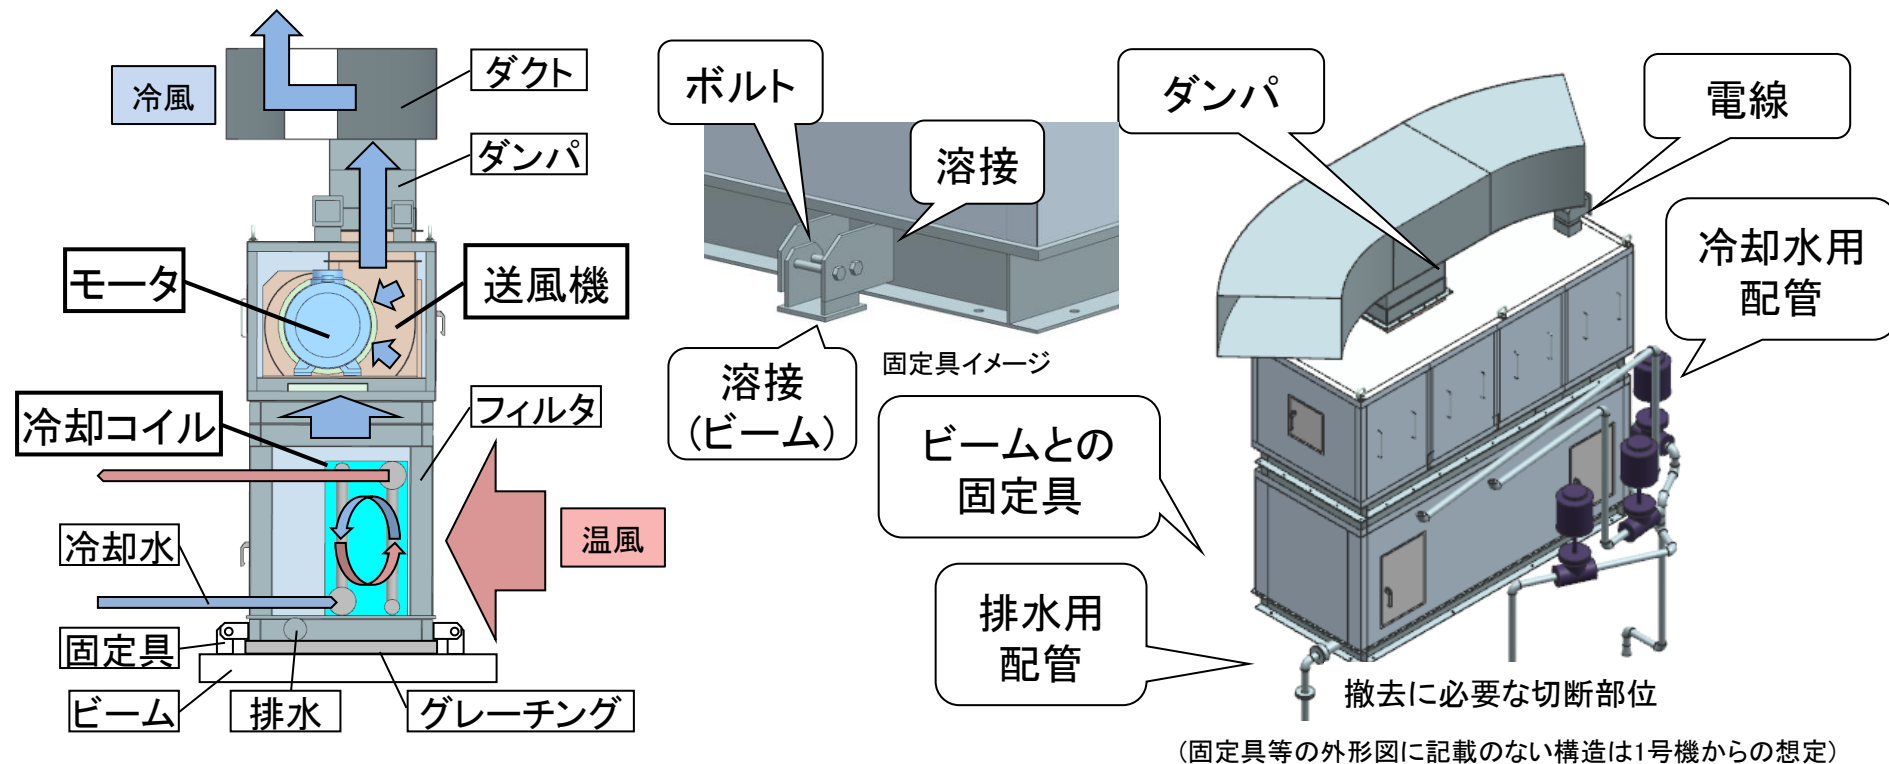 冷風
ダクト
ダンパ
モータ
送風機
冷却コイル
フィルタ
温風
冷却水
固定具
ビーム
排水
グレーチング
ボルト
溶接
溶接
(ビーム)
固定具イメージ
ダンパ
電線
冷却水用
配管
ビームとの
固定具
排水用
配管
撤去に必要な切断部位
(固定具等の外形図に記載のない構造は1号機からの想定)